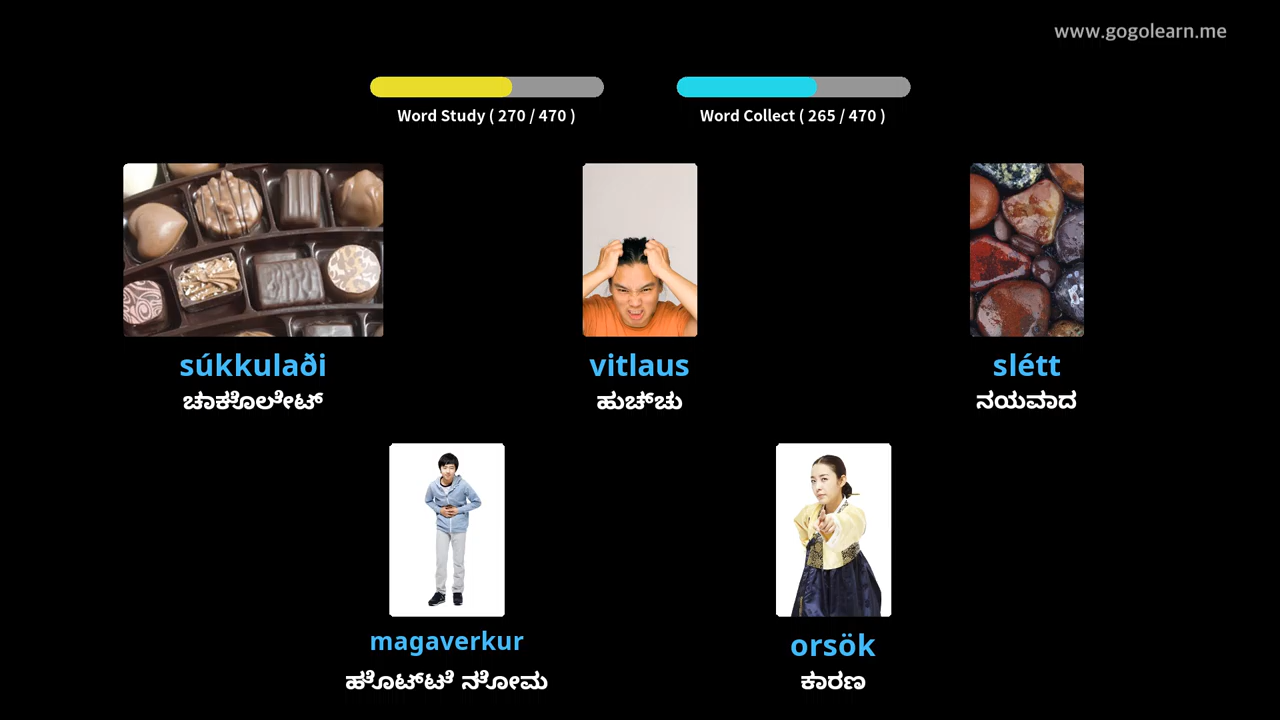 www.gogolearn.me
Word Study ( 270 / 470 )
Word Collect ( 265 / 470 )
súkkulaði
ಚಾಕೊಲೇಟ್
vitlaus
ಹುಚ್ಚು
slétt
ನಯವಾದ
magaverkur
ಹೊಟ್ಟೆ ನೋಮ
orsök
ಕಾರಣ